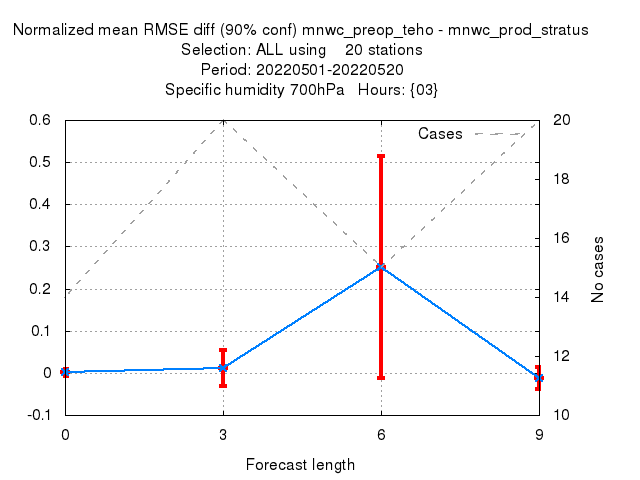 Normalized mean RMSE diff (90% conf) mnwc_preop_teho - mnwc_prod_stratus
Selection: ALL using    20 stations
Period: 20220501-20220520
Specific humidity 700hPa   Hours: {03}
Cases
0.6
0.5
0.4
0.3
0.2
0.1
0
-0.1
20
18
16
14
12
10
No cases
0 3 6 9
Forecast length